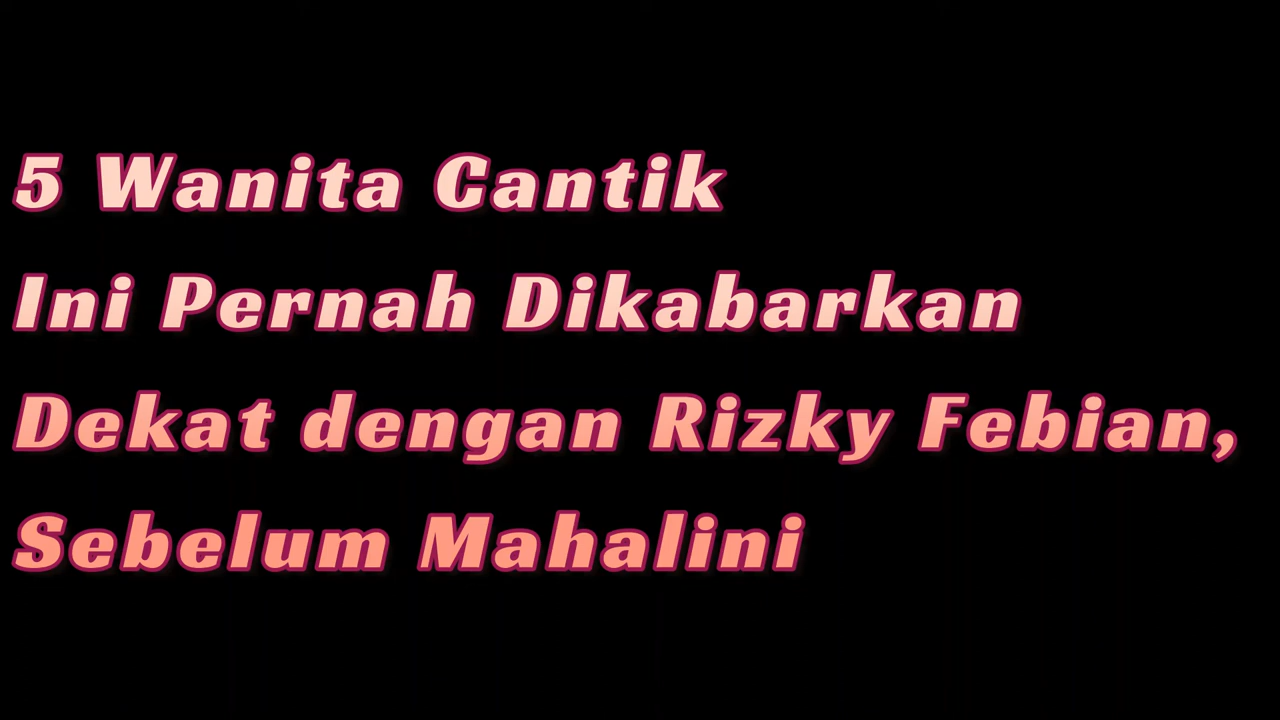 5 Wanita Cantik
Ini Pernah Dikabarkan
Dekat dengan Rizky Febian,
Sebelum Mahalini